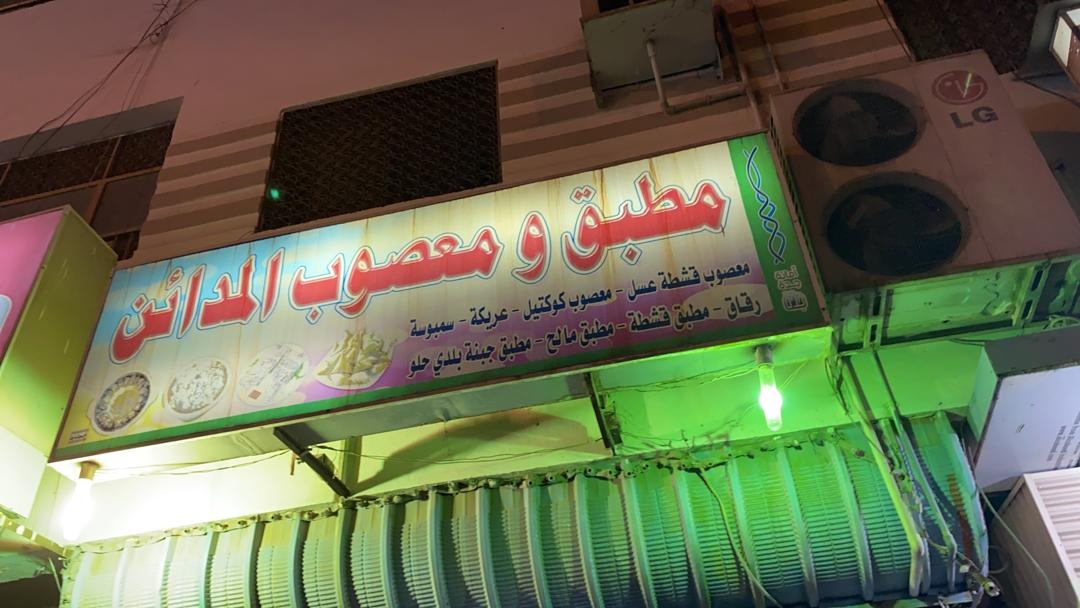 مطبق و معصوب المدائن
معصوب قشطة عسل - معصوب كوكتيل - عريكة - سمبوسة
رقاق - مطبق قشطة - مطبق مالح - مطبق جبنة بلدي حلو
LG